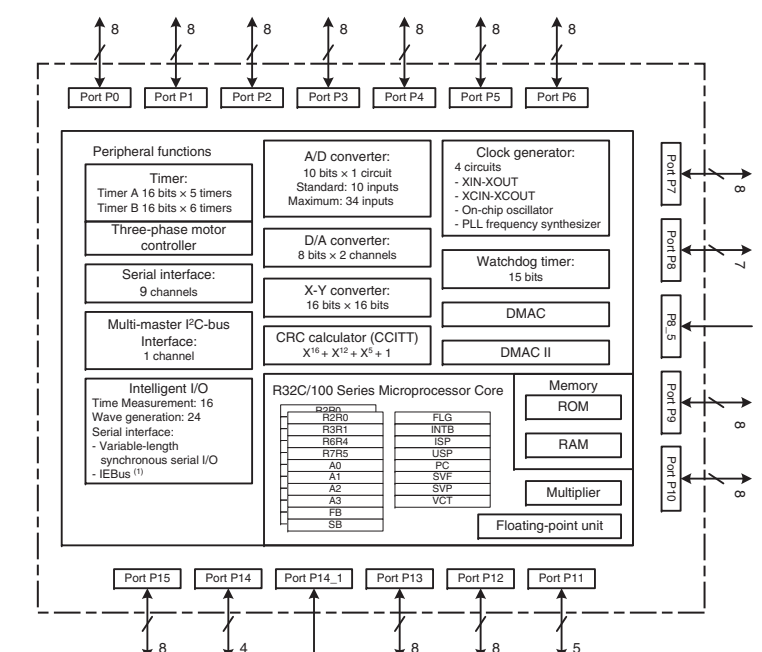 8 8 8 8 8 8 8
Port P0 Port P1 Port P2 Port P3 Port P4 Port P5 Port P6
Peripheral functions
Timer:
Timer A 16 bits × 5 timers
Timer B 16 bits × 6 timers
Three-phase motor
controller
Serial interface:
9 channels
Multi-master I²C-bus
Interface:
1 channel
Intelligent I/O
Time Measurement: 16
Wave generation: 24
Serial interface:
- Variable-length
synchronous serial I/O
- IEBus (1)
A/D converter:
10 bits × 1 circuit
Standard: 10 inputs
Maximum: 34 inputs
D/A converter:
8 bits × 2 channels
X-Y converter:
16 bits × 16 bits
CRC calculator (CCITT)
X¹⁶ + X¹² + X⁵ + 1
Clock generator:
4 circuits
- XIN-XOUT
- XCIN-XCOUT
- On-chip oscillator
- PLL frequency synthesizer
Watchdog timer:
15 bits
DMAC
DMAC II
R32C/100 Series Microprocessor Core
R2R0
R2R0
R3R1
R6R4
R7R5
A0
A1
A2
A3
FB
SB
FLG
INTB
ISP
USP
PC
SVF
SVP
VCT
Memory
ROM
RAM
Multiplier
Floating-point unit
Port P7
8
Port P8
7
P8_5
Port P9
8
Port P10
8
Port P15 Port P14 Port P14_1 Port P13 Port P12 Port P11
8 4 8 8 5